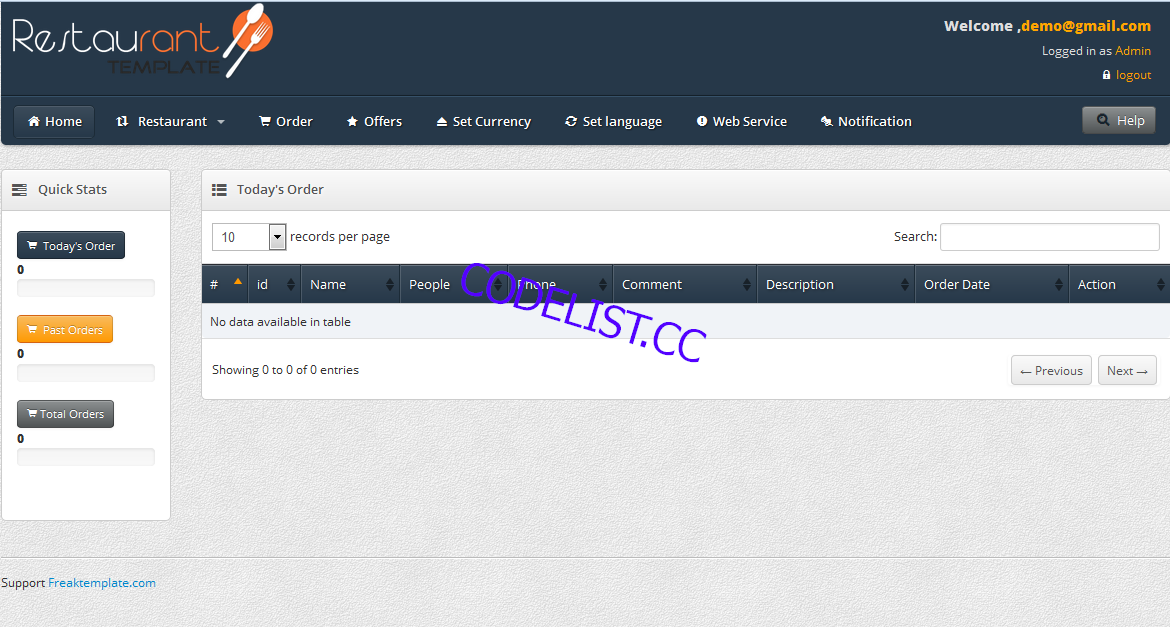 Restaurant
TEMPLATE
Welcome ,demo@gmail.com
Logged in as Admin
logout
Home
Restaurant
Order
Offers
Set Currency
Set language
Web Service
Notification
Help
Quick Stats
Today's Order
0
Past Orders
0
Total Orders
0
Today's Order
10 records per page
Search:
# id Name People Phone Comment Description Order Date Action
CODELIST.CC
No data available in table
Showing 0 to 0 of 0 entries
← Previous
Next →
Support Freaktemplate.com